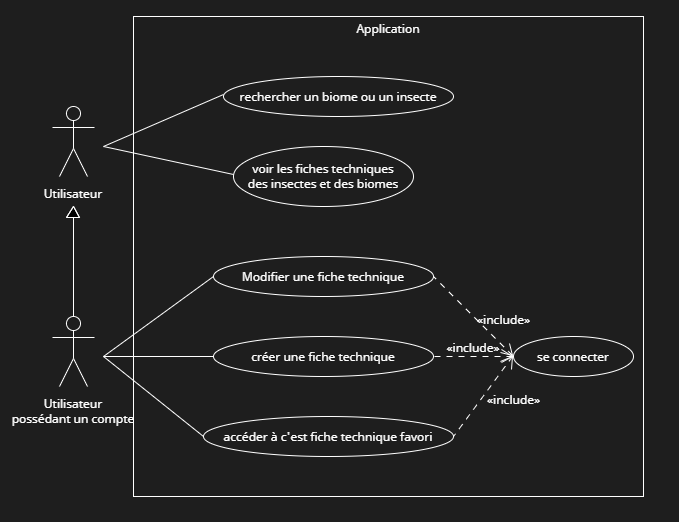 Application
rechercher un biome ou un insecte
voir les fiches techniques
des insectes et des biomes
Utilisateur
Modifier une fiche technique
«include»
créer une fiche technique
«include»
se connecter
Utilisateur
possédant un compte
«include»
accéder à c'est fiche technique favori